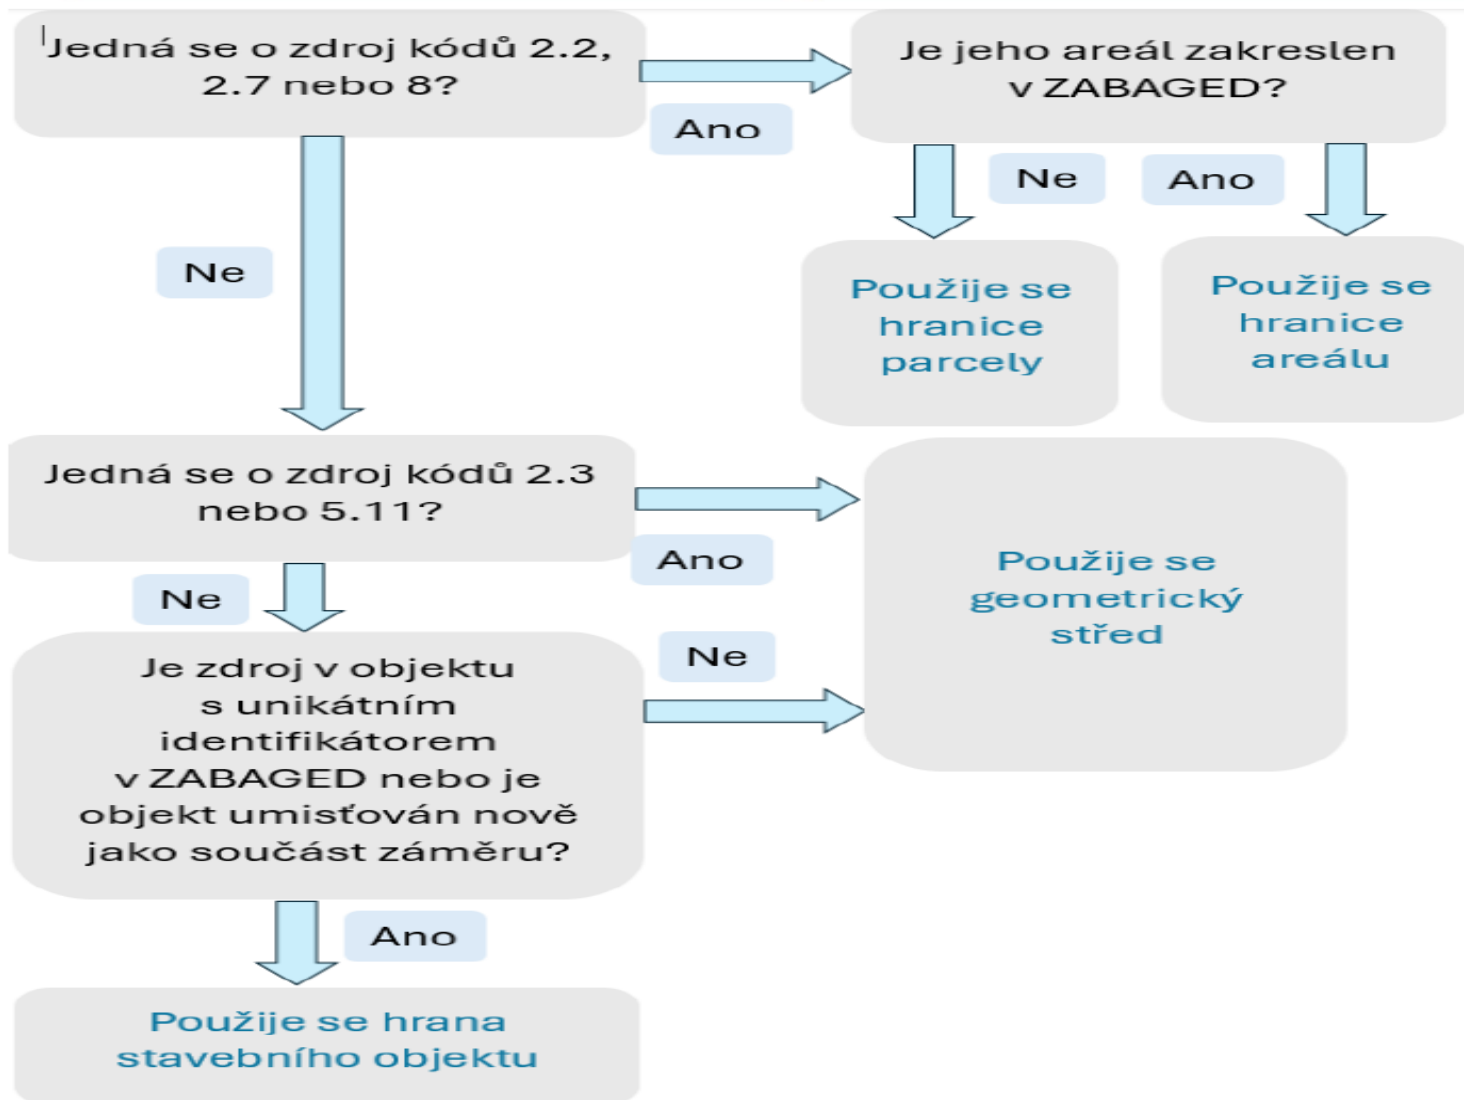 Jedná se o zdroj kódů 2.2,
2.7 nebo 8?
Ano
Je jeho areál zakreslen
v ZABAGED?
Ne
Ano
Použije se
hranice
parcely
Použije se
hranice
areálu
Ne
Jedná se o zdroj kódů 2.3
nebo 5.11?
Ano
Použije se
geometrický
střed
Ne
Je zdroj v objektu
s unikátním
identifikátorem
v ZABAGED nebo je
objekt umisťován nově
jako součást záměru?
Ne
Ano
Použije se hrana
stavebního objektu